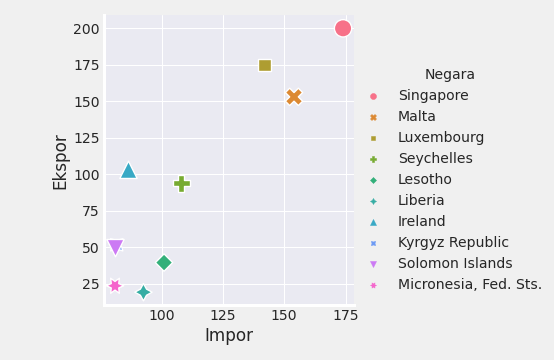 200
175
150
125
100
75
50
25
Ekspor
100
125
150
175
Impor
Negara
Singapore
Malta
Luxembourg
Seychelles
Lesotho
Liberia
Ireland
Kyrgyz Republic
Solomon Islands
Micronesia, Fed. Sts.